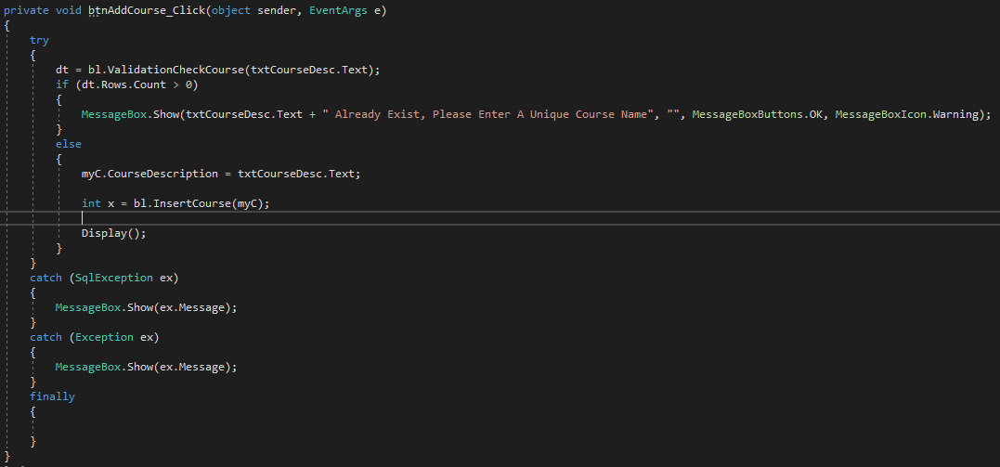 private void btnAddCourse_Click(object sender, EventArgs e)
{
try
{
dt = bl.ValidationCheckCourse(txtCourseDesc.Text);
if (dt.Rows.Count > 0)
{
MessageBox.Show(txtCourseDesc.Text + " Already Exist, Please Enter A Unique Course Name", "", MessageBoxButtons.OK, MessageBoxIcon.Warning);
}
else
{
myC.CourseDescription = txtCourseDesc.Text;
int x = bl.InsertCourse(myC);
Display();
}
}
catch (SqlException ex)
{
MessageBox.Show(ex.Message);
}
catch (Exception ex)
{
MessageBox.Show(ex.Message);
}
finally
{
}
}